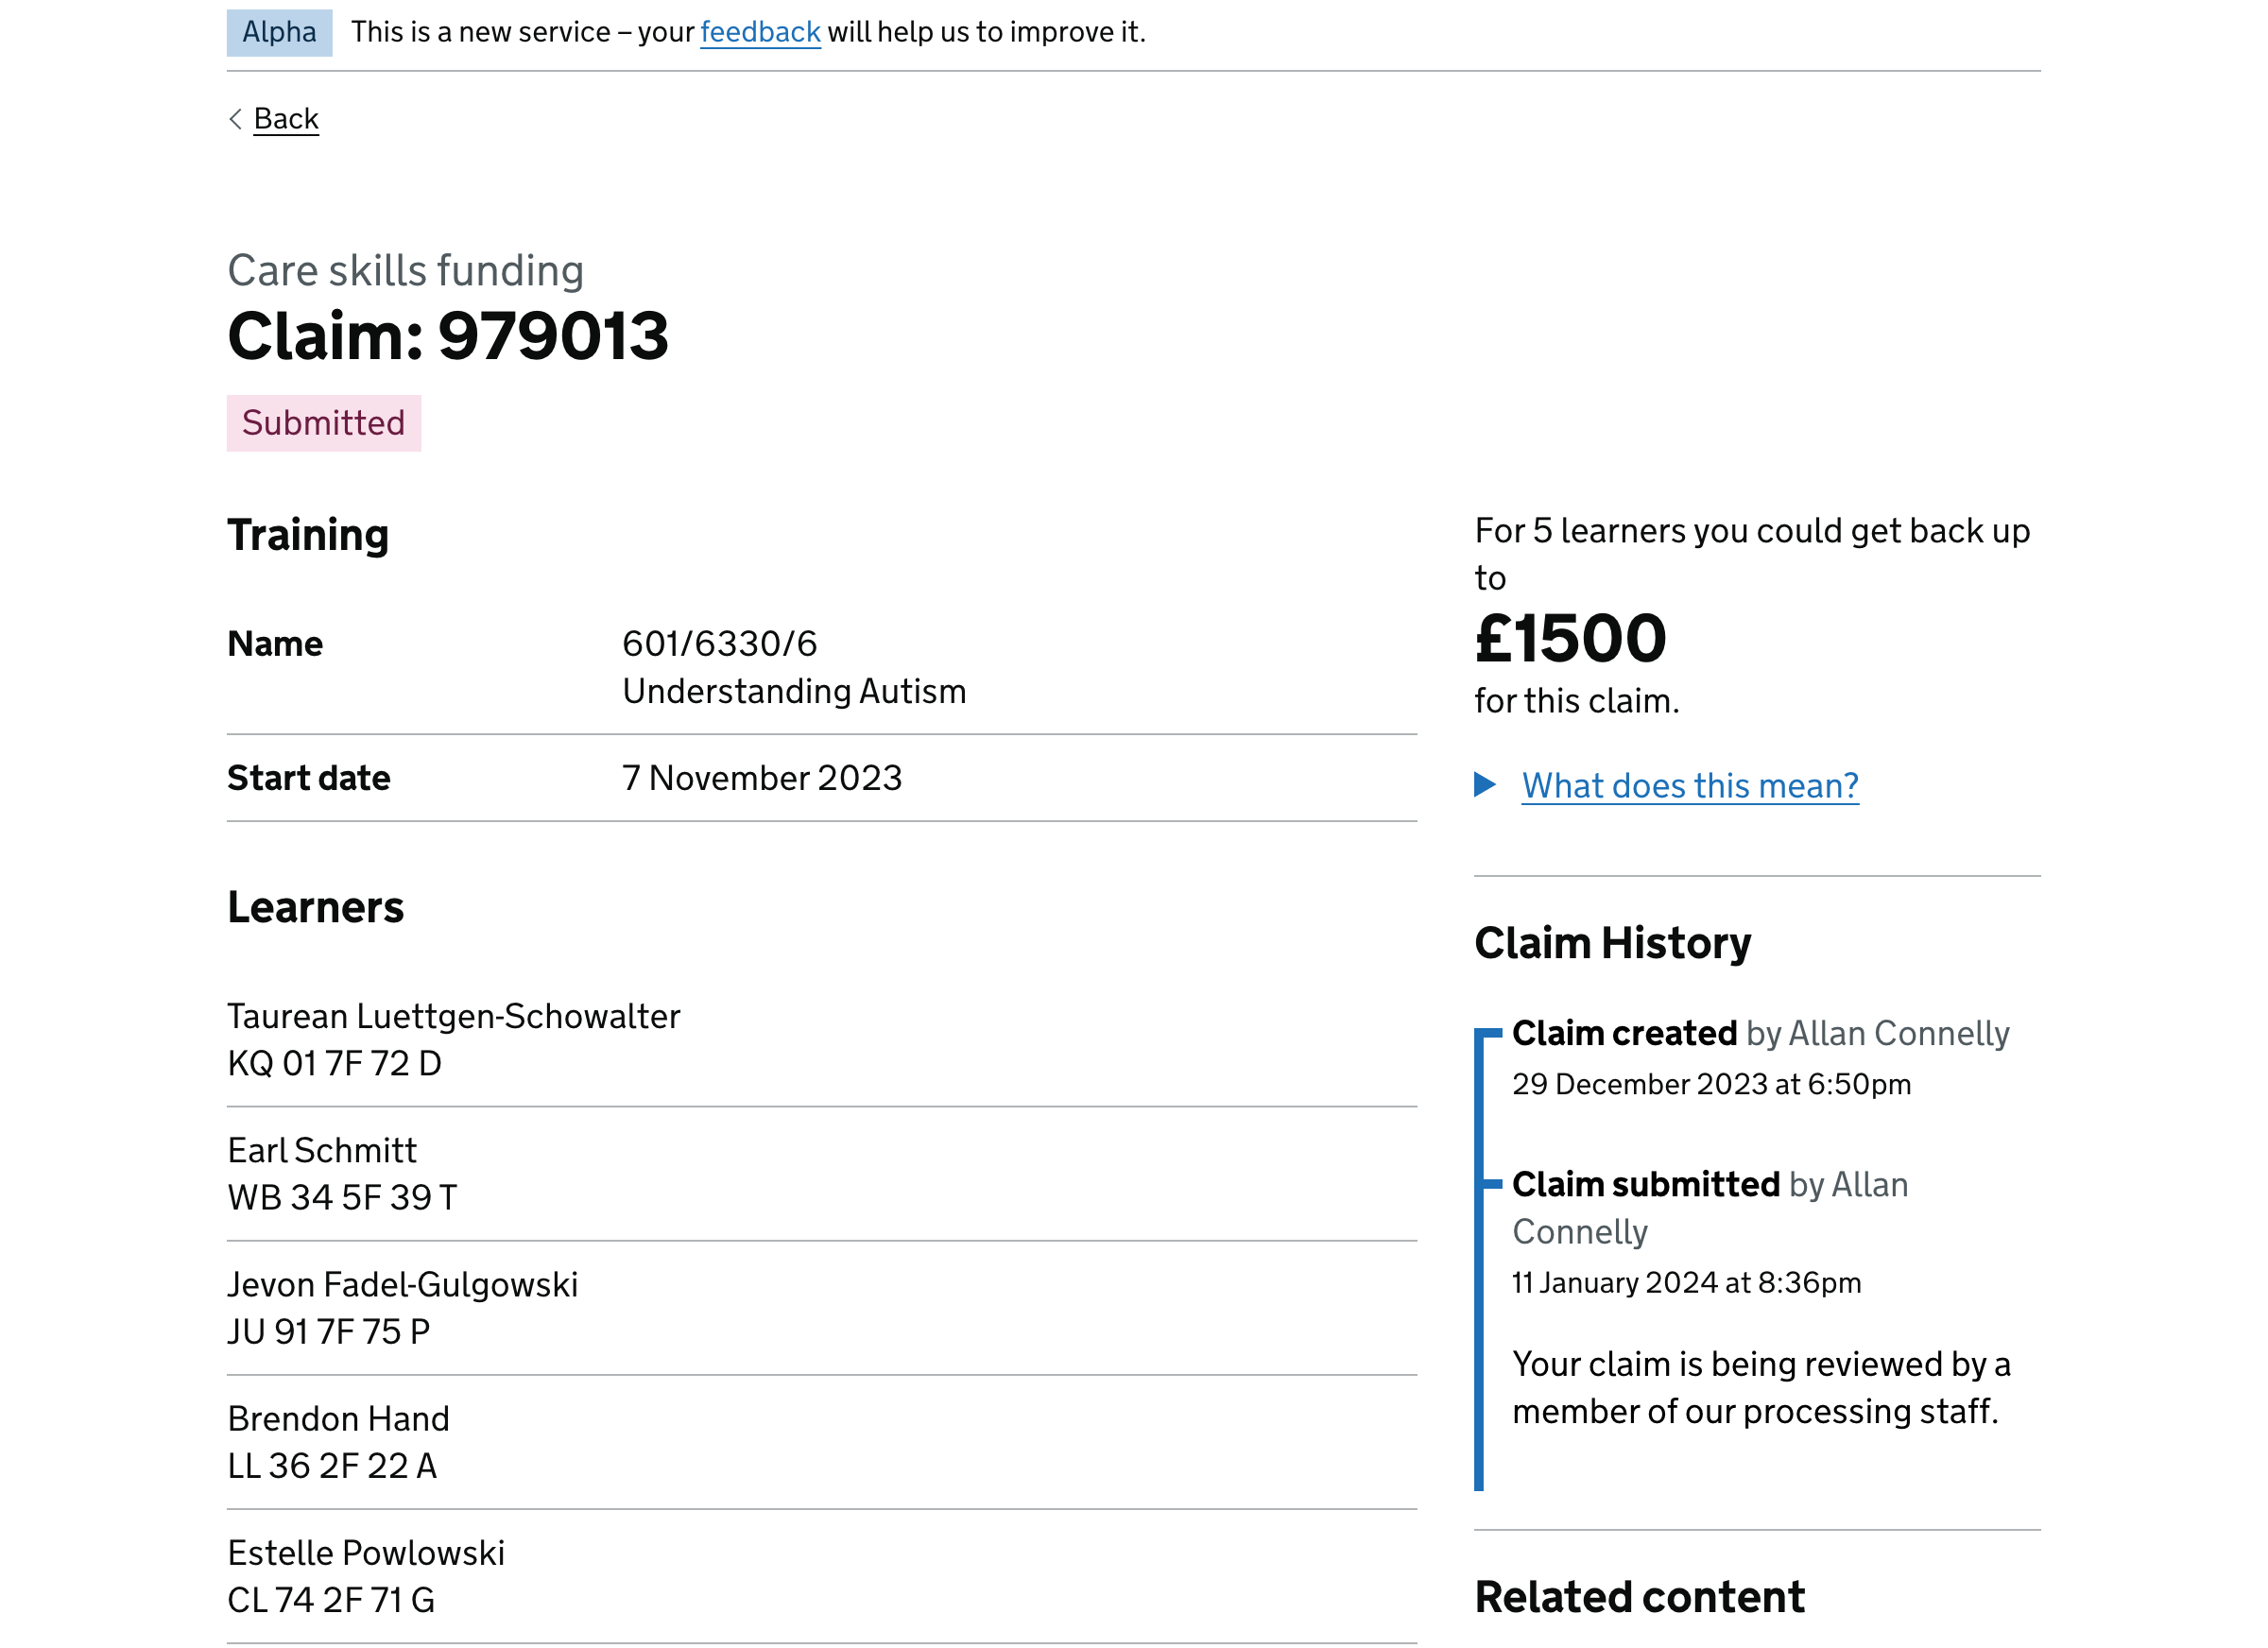 Alpha This is a new service – your feedback will help us to improve it.
Back
Care skills funding
Claim: 979013
Submitted
Training
Name 601/6330/6
Understanding Autism
Start date 7 November 2023
Learners
Taurean Luettgen-Schowalter
KQ 01 7F 72 D
Earl Schmitt
WB 34 5F 39 T
Jevon Fadel-Gulgowski
JU 91 7F 75 P
Brendon Hand
LL 36 2F 22 A
Estelle Powlowski
CL 74 2F 71 G
For 5 learners you could get back up
to
£1500
for this claim.
What does this mean?
Claim History
Claim created by Allan Connelly
29 December 2023 at 6:50pm
Claim submitted by Allan
Connelly
11 January 2024 at 8:36pm
Your claim is being reviewed by a
member of our processing staff.
Related content